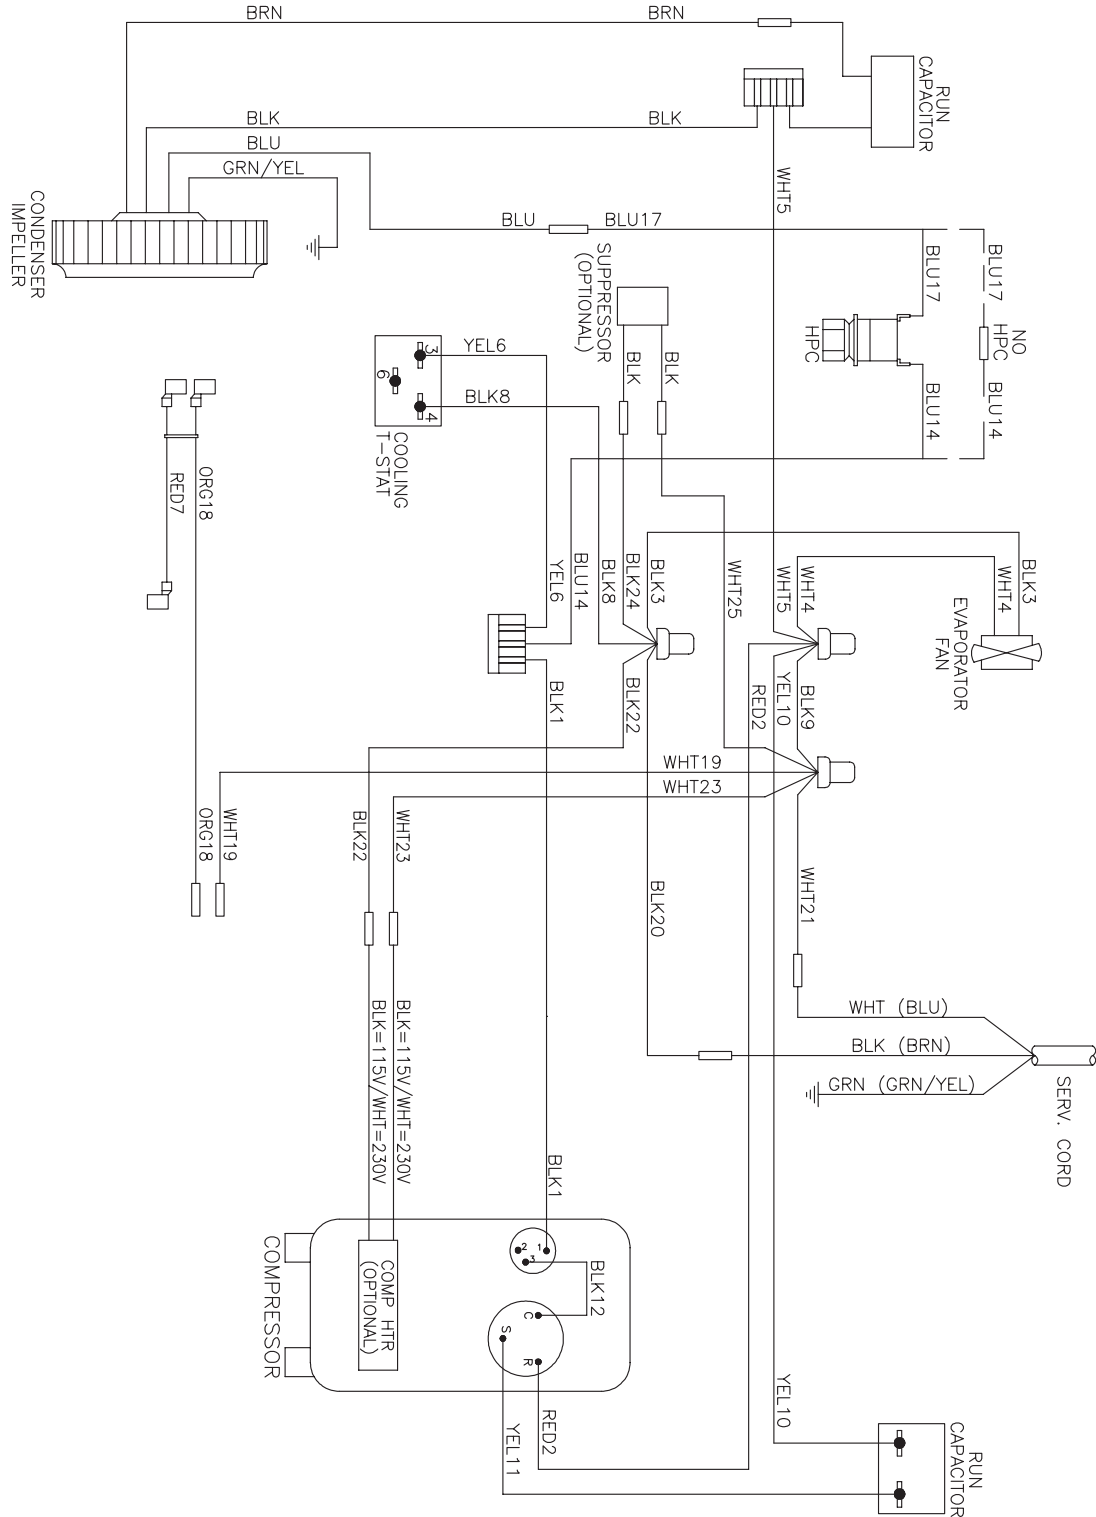 BRN
BRN
RUN
CAPACITOR
BLK
BLK
BLU
GRN/YEL
WHT5
CONDENSER
IMPELLER
BLU
BLU17
BLU17
BLU17
SUPPRESSOR
(OPTIONAL)
NO
HPC
HPC
YEL6
3
6
4
BLK8
BLK
BLK
BLU14
BLU14
COOLING
T-STAT
ORG18
RED7
YEL6
BLU14
BLK8
BLK24
BLK3
WHT25
WHT5
WHT4
WHT4
BLK3
EVAPORATOR
FAN
BLK1
BLK22
RED2
YEL10
BLK9
WHT19
WHT23
ORG18
WHT19
BLK22
WHT23
BLK20
WHT21
WHT (BLU)
BLK (BRN)
GRN (GRN/YEL)
SERV. CORD
BLK=115V/WHT=230V
BLK=115V/WHT=230V
BLK1
COMPRESSOR
COMP HTR
(OPTIONAL)
2
1
3
BLK12
C
S
R
RED2
YEL11
YEL10
RUN
CAPACITOR